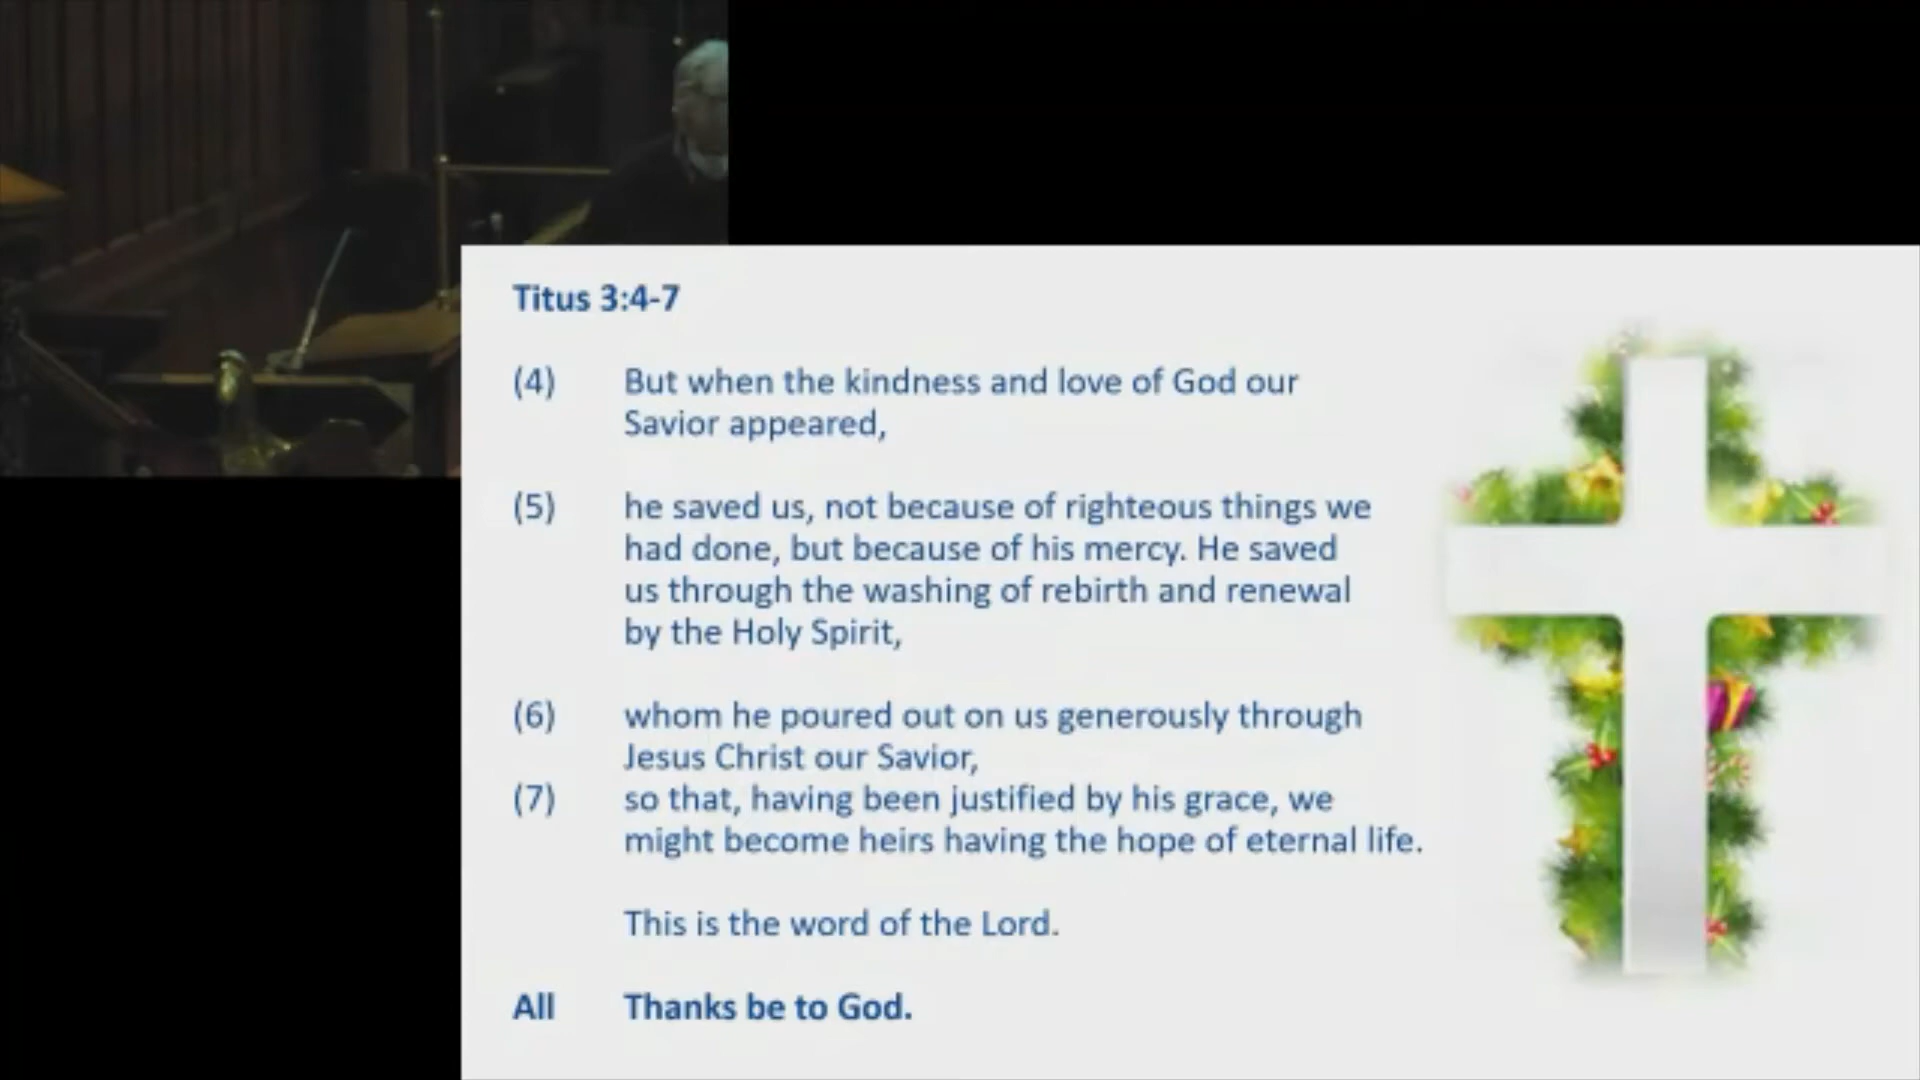 Titus 3:4-7
(4) But when the kindness and love of God our
Savior appeared,
(5) he saved us, not because of righteous things we
had done, but because of his mercy. He saved
us through the washing of rebirth and renewal
by the Holy Spirit,
(6) whom he poured out on us generously through
Jesus Christ our Savior,
(7) so that, having been justified by his grace, we
might become heirs having the hope of eternal life.
This is the word of the Lord.
All Thanks be to God.